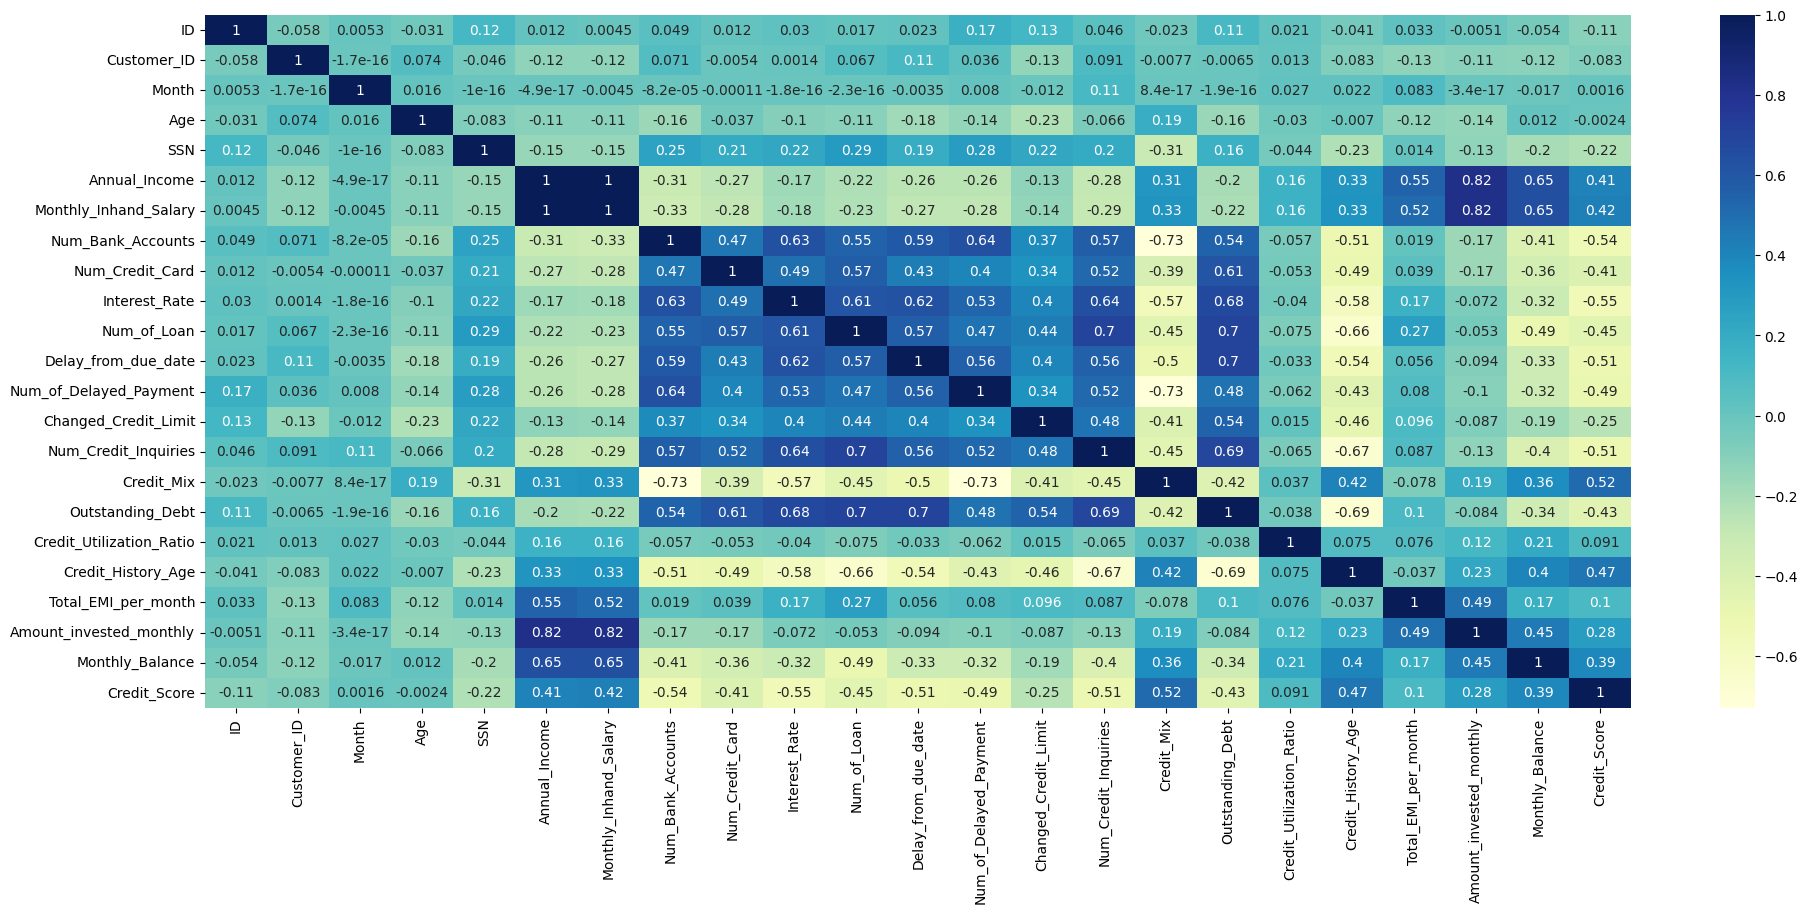 ID 1 -0.058 0.0053 -0.031 0.12 0.012 0.0045 0.049 0.012 0.03 0.017 0.023 0.17 0.13 0.046 -0.023 0.11 0.021 -0.041 0.033 -0.0051 -0.054 -0.11 1.0
Customer_ID -0.058 1 -1.7e-16 0.074 -0.046 -0.12 -0.12 0.071 -0.0054 0.0014 0.067 0.11 0.036 -0.13 0.091 -0.0077 -0.0065 0.013 -0.083 -0.13 -0.11 -0.12 -0.083
Month 0.0053 -1.7e-16 1 0.016 -1e-16 -4.9e-17 -0.0045 -8.2e-05 -0.00011 -1.8e-16 -2.3e-16 -0.0035 0.008 -0.012 0.11 8.4e-17 -1.9e-16 0.027 0.022 0.083 -3.4e-17 -0.017 0.0016 0.8
Age -0.031 0.074 0.016 1 -0.083 -0.11 -0.11 -0.16 -0.037 -0.1 -0.11 -0.18 -0.14 -0.23 -0.066 0.19 -0.16 -0.03 -0.007 -0.12 -0.14 0.012 -0.0024
SSN 0.12 -0.046 -1e-16 -0.083 1 -0.15 -0.15 0.25 0.21 0.22 0.29 0.19 0.28 0.22 0.2 -0.31 0.16 -0.044 -0.23 0.014 -0.13 -0.2 -0.22
Annual_Income 0.012 -0.12 -4.9e-17 -0.11 -0.15 1 1 -0.31 -0.27 -0.17 -0.22 -0.26 -0.26 -0.13 -0.28 0.31 -0.2 0.16 0.33 0.55 0.82 0.65 0.41 0.6
Monthly_Inhand_Salary 0.0045 -0.12 -0.0045 -0.11 -0.15 1 1 -0.33 -0.28 -0.18 -0.23 -0.27 -0.28 -0.14 -0.29 0.33 -0.22 0.16 0.33 0.52 0.82 0.65 0.42
Num_Bank_Accounts 0.049 0.071 -8.2e-05 -0.16 0.25 -0.31 -0.33 1 0.47 0.63 0.55 0.59 0.64 0.37 0.57 -0.73 0.54 -0.057 -0.51 0.019 -0.17 -0.41 -0.54 0.4
Num_Credit_Card 0.012 -0.0054 -0.00011 -0.037 0.21 -0.27 -0.28 0.47 1 0.49 0.57 0.43 0.4 0.34 0.52 -0.39 0.61 -0.053 -0.49 0.039 -0.17 -0.36 -0.41
Interest_Rate 0.03 0.0014 -1.8e-16 -0.1 0.22 -0.17 -0.18 0.63 0.49 1 0.61 0.62 0.53 0.4 0.64 -0.57 0.68 -0.04 -0.58 0.17 -0.072 -0.32 -0.55
Num_of_Loan 0.017 0.067 -2.3e-16 -0.11 0.29 -0.22 -0.23 0.55 0.57 0.61 1 0.57 0.47 0.44 0.7 -0.45 0.7 -0.075 -0.66 0.27 -0.053 -0.49 -0.45 0.2
Delay_from_due_date 0.023 0.11 -0.0035 -0.18 0.19 -0.26 -0.27 0.59 0.43 0.62 0.57 1 0.56 0.4 0.56 -0.5 0.7 -0.033 -0.54 0.056 -0.094 -0.33 -0.51
Num_of_Delayed_Payment 0.17 0.036 0.008 -0.14 0.28 -0.26 -0.28 0.64 0.4 0.53 0.47 0.56 1 0.34 0.52 -0.73 0.48 -0.062 -0.43 0.08 -0.1 -0.32 -0.49
Changed_Credit_Limit 0.13 -0.13 -0.012 -0.23 0.22 -0.13 -0.14 0.37 0.34 0.4 0.44 0.4 0.34 1 0.48 -0.41 0.54 0.015 -0.46 0.096 -0.087 -0.19 -0.25 0.0
Num_Credit_Inquiries 0.046 0.091 0.11 -0.066 0.2 -0.28 -0.29 0.57 0.52 0.64 0.7 0.56 0.52 0.48 1 -0.45 0.69 -0.065 -0.67 0.087 -0.13 -0.4 -0.51
Credit_Mix -0.023 -0.0077 8.4e-17 0.19 -0.31 0.31 0.33 -0.73 -0.39 -0.57 -0.45 -0.5 -0.73 -0.41 -0.45 1 -0.42 0.037 0.42 -0.078 0.19 0.36 0.52 −0.2
Outstanding_Debt 0.11 -0.0065 -1.9e-16 -0.16 0.16 -0.2 -0.22 0.54 0.61 0.68 0.7 0.7 0.48 0.54 0.69 -0.42 1 -0.038 -0.69 0.1 -0.084 -0.34 -0.43
Credit_Utilization_Ratio 0.021 0.013 0.027 -0.03 -0.044 0.16 0.16 -0.057 -0.053 -0.04 -0.075 -0.033 -0.062 0.015 -0.065 0.037 -0.038 1 0.075 0.076 0.12 0.21 0.091
Credit_History_Age -0.041 -0.083 0.022 -0.007 -0.23 0.33 0.33 -0.51 -0.49 -0.58 -0.66 -0.54 -0.43 -0.46 -0.67 0.42 -0.69 0.075 1 -0.037 0.23 0.4 0.47 −0.4
Total_EMI_per_month 0.033 -0.13 0.083 -0.12 0.014 0.55 0.52 0.019 0.039 0.17 0.27 0.056 0.08 0.096 0.087 -0.078 0.1 0.076 -0.037 1 0.49 0.17 0.1
Amount_invested_monthly -0.0051 -0.11 -3.4e-17 -0.14 -0.13 0.82 0.82 -0.17 -0.17 -0.072 -0.053 -0.094 -0.1 -0.087 -0.13 0.19 -0.084 0.12 0.23 0.49 1 0.45 0.28
Monthly_Balance -0.054 -0.12 -0.017 0.012 -0.2 0.65 0.65 -0.41 -0.36 -0.32 -0.49 -0.33 -0.32 -0.19 -0.4 0.36 -0.34 0.21 0.4 0.17 0.45 1 0.39 −0.6
Credit_Score -0.11 -0.083 0.0016 -0.0024 -0.22 0.41 0.42 -0.54 -0.41 -0.55 -0.45 -0.51 -0.49 -0.25 -0.51 0.52 -0.43 0.091 0.47 0.1 0.28 0.39 1
ID
Customer_ID
Month
Age
SSN
Annual_Income
Monthly_Inhand_Salary
Num_Bank_Accounts
Num_Credit_Card
Interest_Rate
Num_of_Loan
Delay_from_due_date
Num_of_Delayed_Payment
Changed_Credit_Limit
Num_Credit_Inquiries
Credit_Mix
Outstanding_Debt
Credit_Utilization_Ratio
Credit_History_Age
Total_EMI_per_month
Amount_invested_monthly
Monthly_Balance
Credit_Score